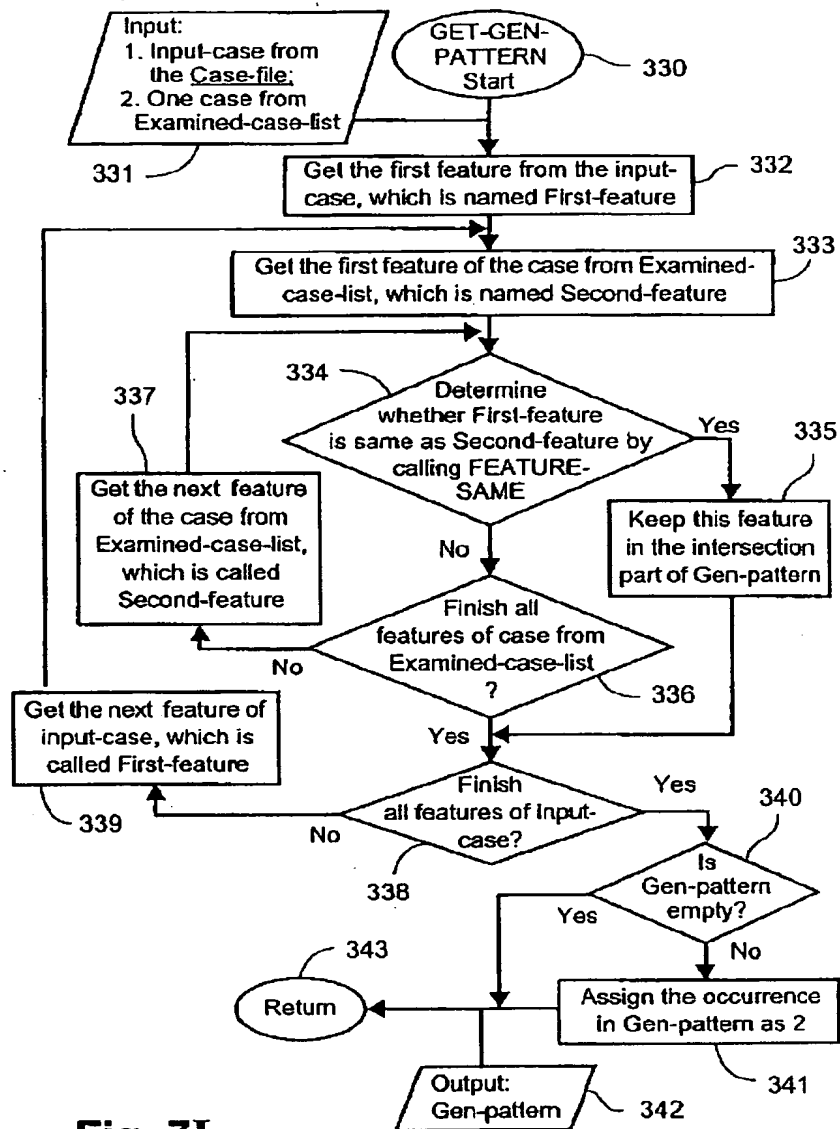 Input:
1. Input-case from
the Case-file;
2. One case from
Examined-case-list
331
GET-GEN-
PATTERN
Start
330
Get the first feature from the input-
case, which is named First-feature
332
Get the first feature of the case from Examined-
case-list, which is named Second-feature
333
334
Determine
whether First-feature
is same as Second-feature by
calling FEATURE-
SAME
Yes
No
335
Keep this feature
in the intersection
part of Gen-pattern
337
Get the next feature
of the case from
Examined-case-list,
which is called
Second-feature
Finish all
features of case from
Examined-case-list
?
No
336
Yes
Get the next feature of
input-case, which is
called First-feature
339
Finish
all features of input-
case?
No
338
Yes
340
Is
Gen-pattern
empty?
Yes
No
343
Return
Assign the occurrence
in Gen-pattern as 2
341
Output:
Gen-pattern
342